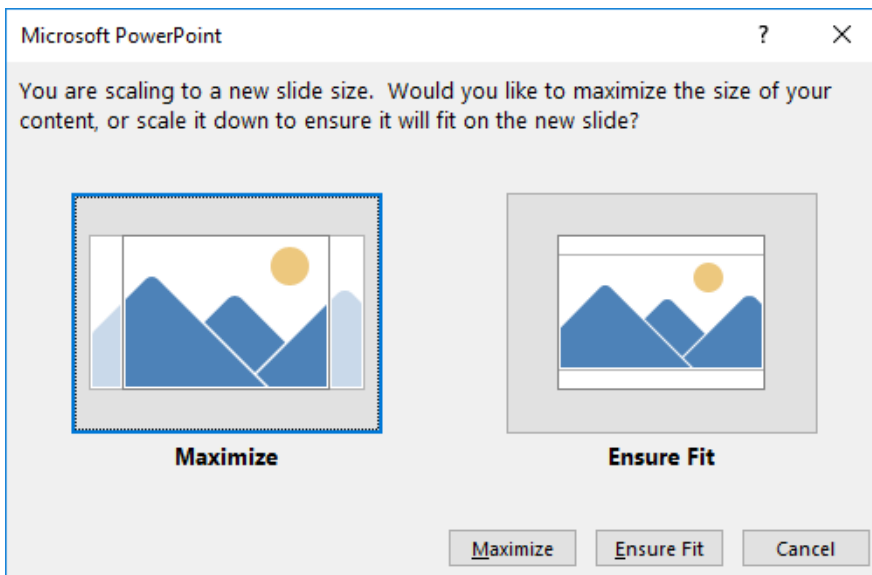 Microsoft PowerPoint
?
You are scaling to a new slide size.  Would you like to maximize the size of your
content, or scale it down to ensure it will fit on the new slide?
Maximize
Ensure Fit
Maximize
Ensure Fit
Cancel